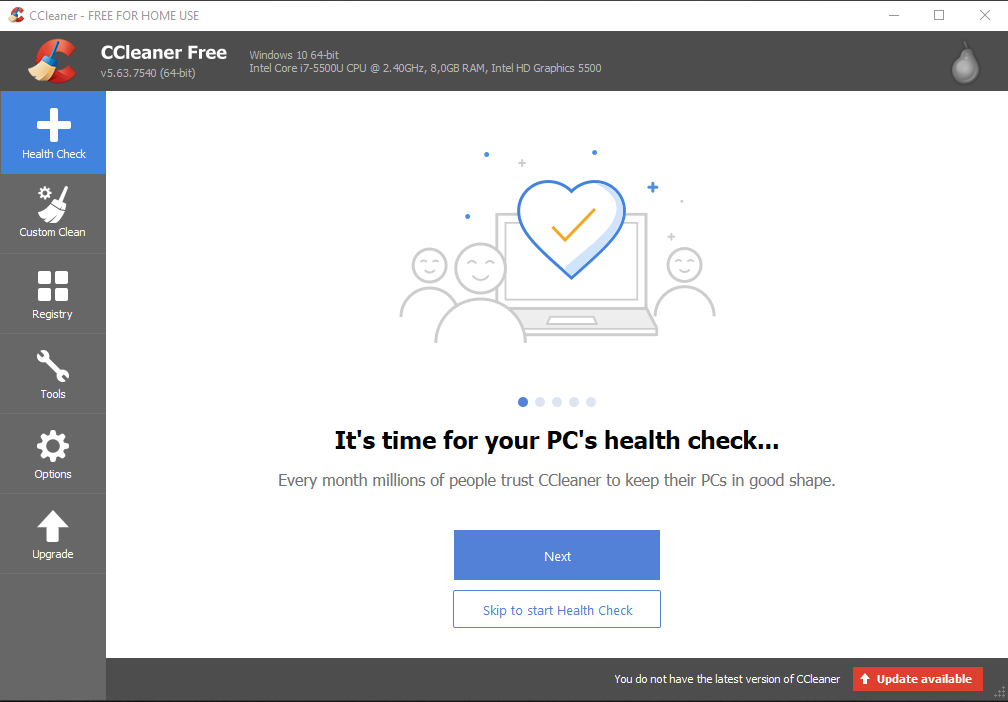 CCleaner - FREE FOR HOME USE
CCleaner Free
v5.63.7540 (64-bit)
Windows 10 64-bit
Intel Core i7-5500U CPU @ 2.40GHz, 8,0GB RAM, Intel HD Graphics 5500
Health Check
Custom Clean
Registry
Tools
Options
Upgrade
It's time for your PC's health check...
Every month millions of people trust CCleaner to keep their PCs in good shape.
Next
Skip to start Health Check
You do not have the latest version of CCleaner
Update available